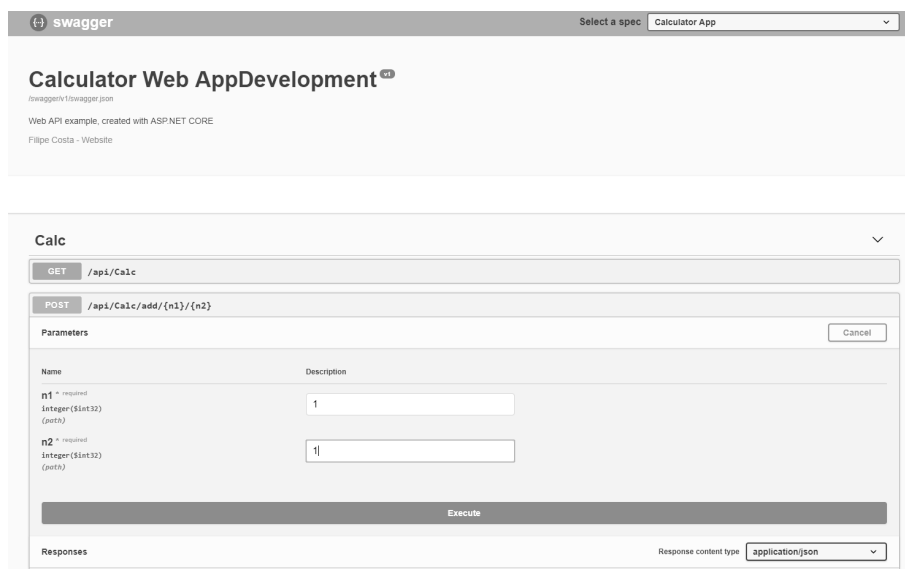 swagger
Select a spec Calculator App
Calculator Web AppDevelopment v1
/swagger/v1/swagger.json
Web API example, created with ASP.NET CORE
Filipe Costa - Website
Calc
GET /api/Calc
POST /api/Calc/add/{n1}/{n2}
Parameters Cancel
Name Description
n1 * required
integer($int32) 1
(path)
n2 * required
integer($int32) 1
(path)
Execute
Responses Response content type application/json